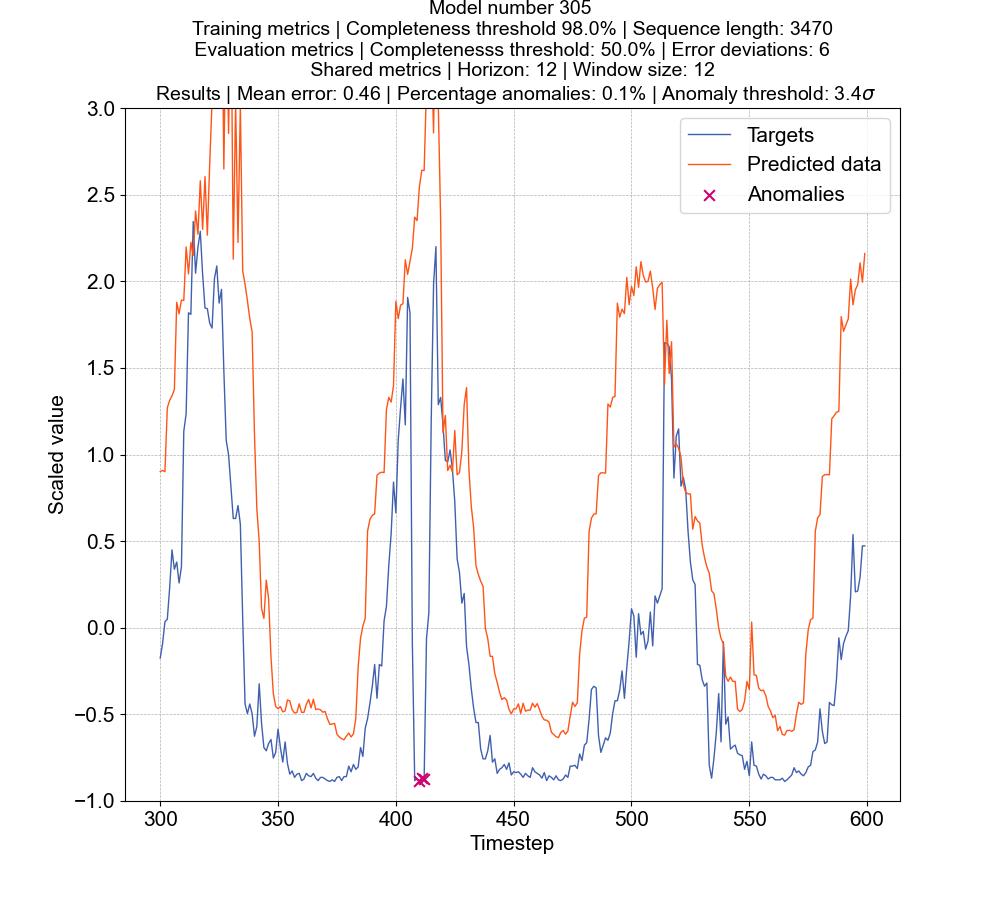 Model number 305
Training metrics | Completeness threshold 98.0% | Sequence length: 3470
Evaluation metrics | Completenesss threshold: 50.0% | Error deviations: 6
Shared metrics | Horizon: 12 | Window size: 12
Results | Mean error: 0.46 | Percentage anomalies: 0.1% | Anomaly threshold: 3.4σ
Targets
Predicted data
Anomalies
Scaled value
3.0
2.5
2.0
1.5
1.0
0.5
0.0
−0.5
−1.0
300
350
400
450
500
550
600
Timestep